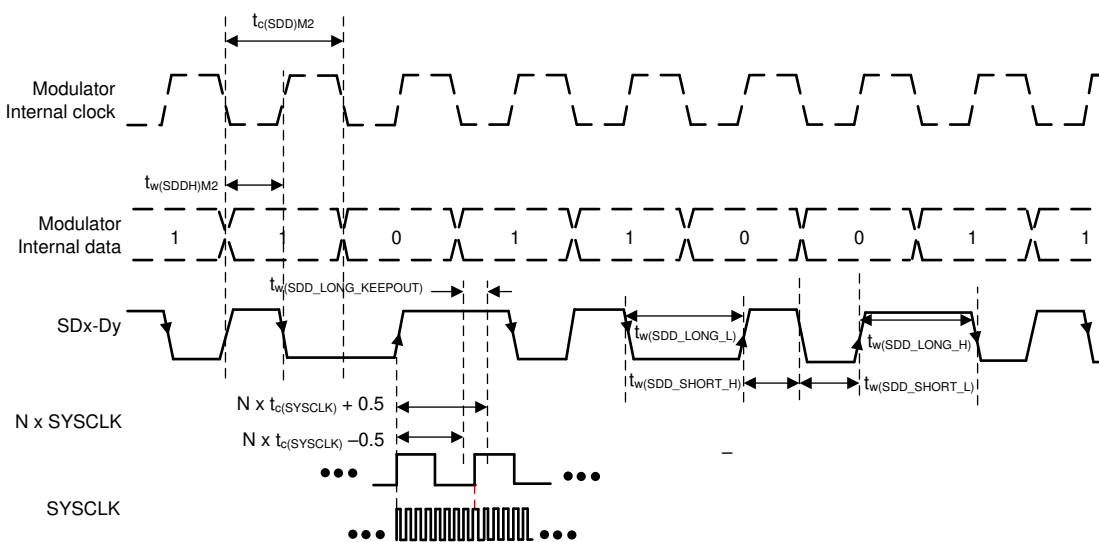 tc(SDD)M2
Modulator
Internal clock
tw(SDDH)M2
Modulator
Internal data
1 1 0 1 1 0 0 1 1
tw(SDD_LONG_KEEPOUT)
SDx-Dy
tw(SDD_LONG_L)
tw(SDD_LONG_H)
tw(SDD_SHORT_H)
tw(SDD_SHORT_L)
N x tc(SYSCLK) + 0.5
N x SYSCLK
N x tc(SYSCLK) –0.5
–
SYSCLK